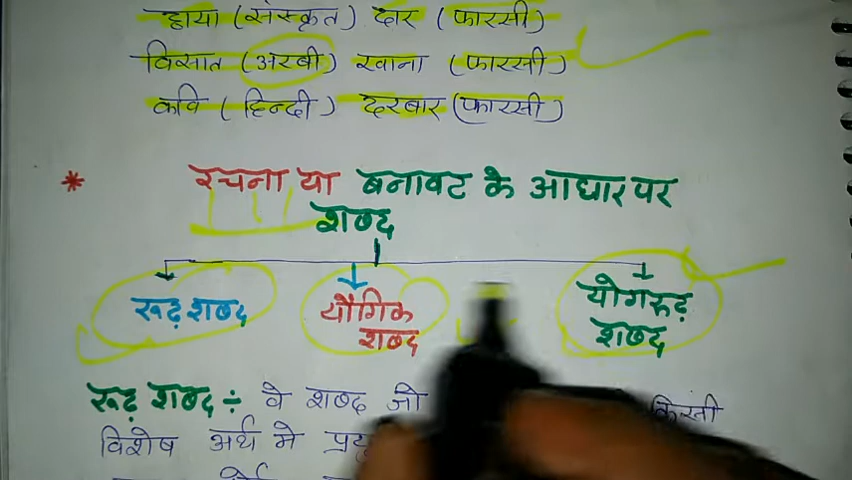 छाया (संस्कृत) दार (फारसी)
विसात (अरबी) खाना (फारसी)
कवि (हिन्दी) दरबार (फारसी)
* रचना या बनावट के आधार पर
शब्द
रूढ़ शब्द यौगिक योगरूढ़
शब्द शब्द
रूढ़ शब्द ÷ वे शब्द जो किसी
विशेष अर्थ मे